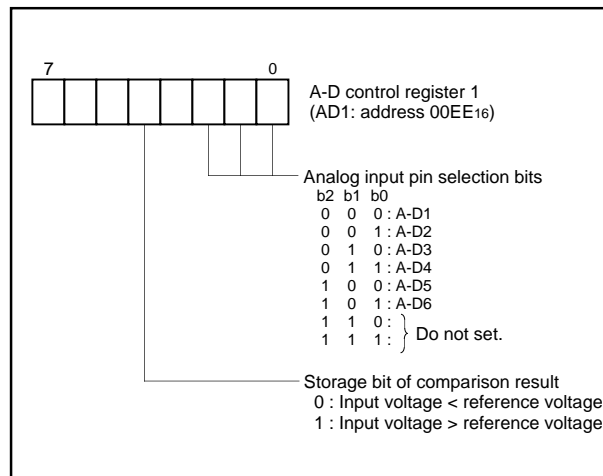 7 0
A-D control register 1
(AD1: address 00EE16)
Analog input pin selection bits
b2 b1 b0
0 0 0 : A-D1
0 0 1 : A-D2
0 1 0 : A-D3
0 1 1 : A-D4
1 0 0 : A-D5
1 0 1 : A-D6
1 1 0 :
1 1 1 :
Do not set.
Storage bit of comparison result
0 : Input voltage < reference voltage
1 : Input voltage > reference voltage